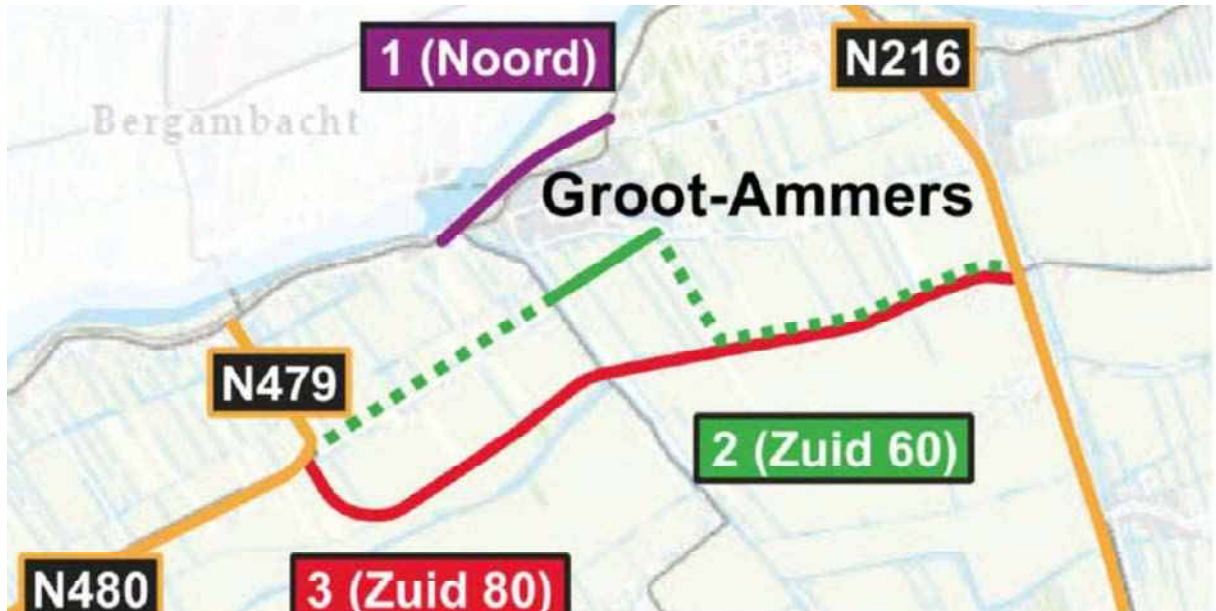 1 (Noord)
N216
Bergambacht
Groot-Ammers
N479
2 (Zuid 60)
N480
3 (Zuid 80)